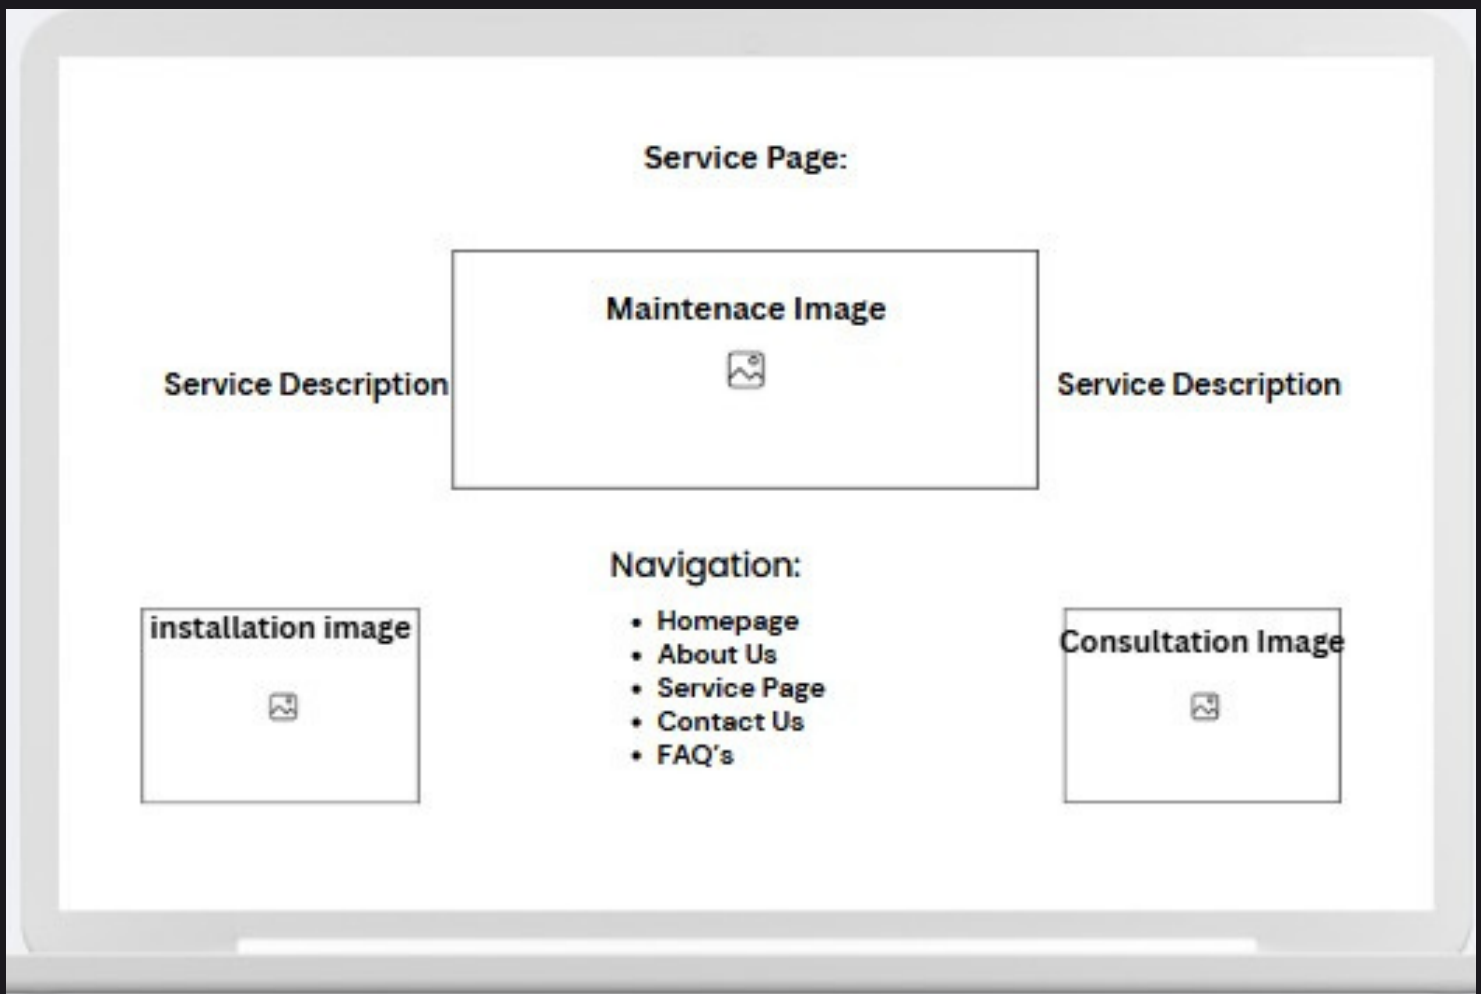 Service Page:
Maintenace Image
Service Description
Service Description
Navigation:
installation image
• Homepage
Consultation Image
• About Us
• Service Page
• Contact Us
• FAQ's